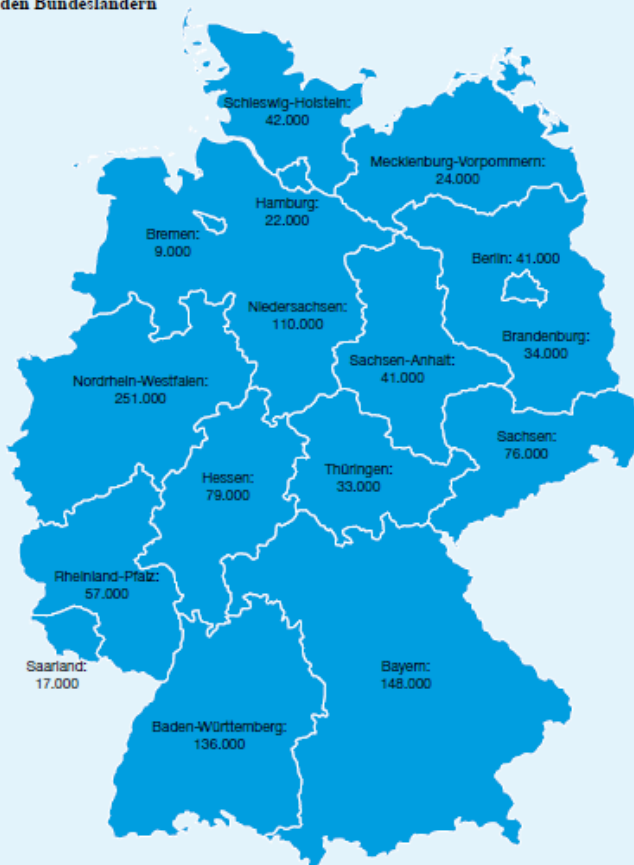 den Bundesländern
Schleswig-Holstein:
42.000
Mecklenburg-Vorpommern:
24.000
Hamburg:
22.000
Bremen:
9.000
Berlin: 41.000
Niedersachsen:
110.000
Brandenburg:
34.000
Sachsen-Anhalt:
41.000
Nordrhein-Westfalen:
251.000
Sachsen:
76.000
Hessen:
79.000
Thüringen:
33.000
Rheinland-Pfalz:
57.000
Saarland:
17.000
Bayern:
148.000
Baden-Württemberg:
136.000